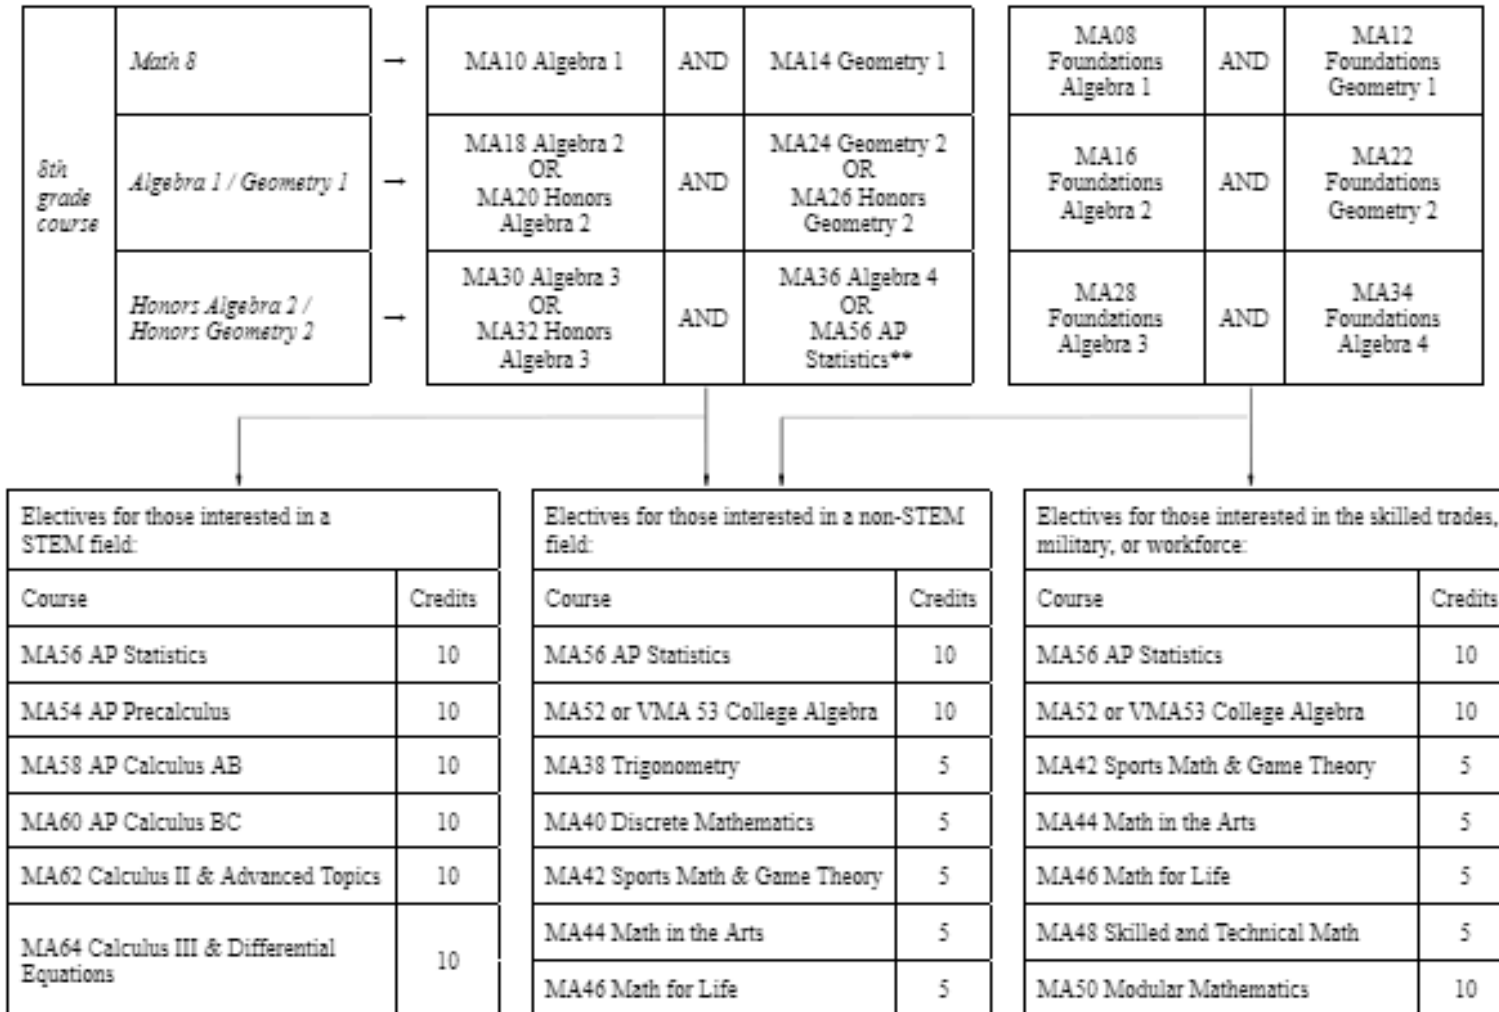 8th
grade
course
Math 8
→
MA10 Algebra 1
AND
MA14 Geometry 1
MA08
Foundations
Algebra 1
AND
MA12
Foundations
Geometry 1
Algebra 1 / Geometry 1
→
MA18 Algebra 2
OR
MA20 Honors
Algebra 2
AND
MA24 Geometry 2
OR
MA26 Honors
Geometry 2
MA16
Foundations
Algebra 2
AND
MA22
Foundations
Geometry 2
Honors Algebra 2 /
Honors Geometry 2
→
MA30 Algebra 3
OR
MA32 Honors
Algebra 3
AND
MA36 Algebra 4
OR
MA56 AP
Statistics**
MA28
Foundations
Algebra 3
AND
MA34
Foundations
Algebra 4
Electives for those interested in a
STEM field:
Course Credits
MA56 AP Statistics 10
MA54 AP Precalculus 10
MA58 AP Calculus AB 10
MA60 AP Calculus BC 10
MA62 Calculus II & Advanced Topics 10
MA64 Calculus III & Differential
Equations 10
Electives for those interested in a non-STEM
field:
Course Credits
MA56 AP Statistics 10
MA52 or VMA 53 College Algebra 10
MA38 Trigonometry 5
MA40 Discrete Mathematics 5
MA42 Sports Math & Game Theory 5
MA44 Math in the Arts 5
MA46 Math for Life 5
Electives for those interested in the skilled trades,
military, or workforce:
Course Credits
MA56 AP Statistics 10
MA52 or VMA53 College Algebra 10
MA42 Sports Math & Game Theory 5
MA44 Math in the Arts 5
MA46 Math for Life 5
MA48 Skilled and Technical Math 5
MA50 Modular Mathematics 10